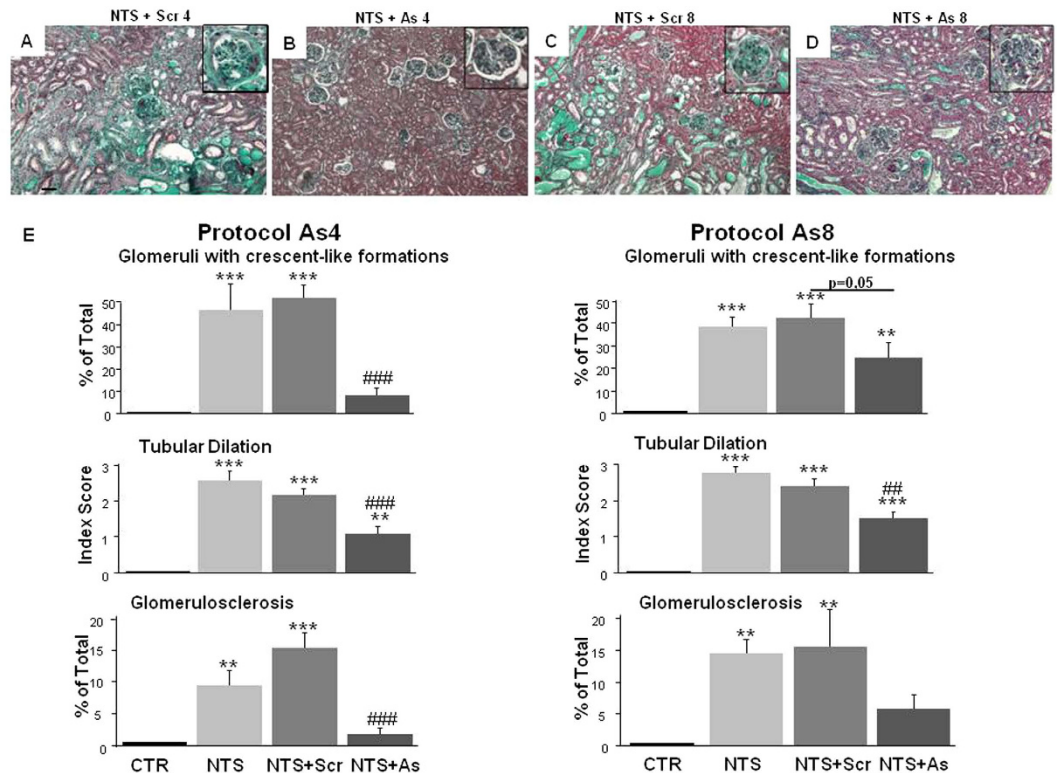 NTS + Scr 4
NTS + As 4
NTS + Scr 8
NTS + As 8
A
B
C
D
E
Protocol As4
Glomeruli with crescent-like formations
% of Total
50
40
30
20
10
0
***
***
###
Tubular Dilation
Index Score
3
2
1
0
***
***
###
**
Glomerulosclerosis
% of Total
20
15
10
5
0
**
***
###
CTR
NTS
NTS+Scr
NTS+As
Protocol As8
Glomeruli with crescent-like formations
% of Total
50
40
30
20
10
0
***
***
p=0,05
**
Tubular Dilation
Index Score
3
2
1
0
***
***
##
***
Glomerulosclerosis
% of Total
20
15
10
5
0
**
**
CTR
NTS
NTS+Scr
NTS+As